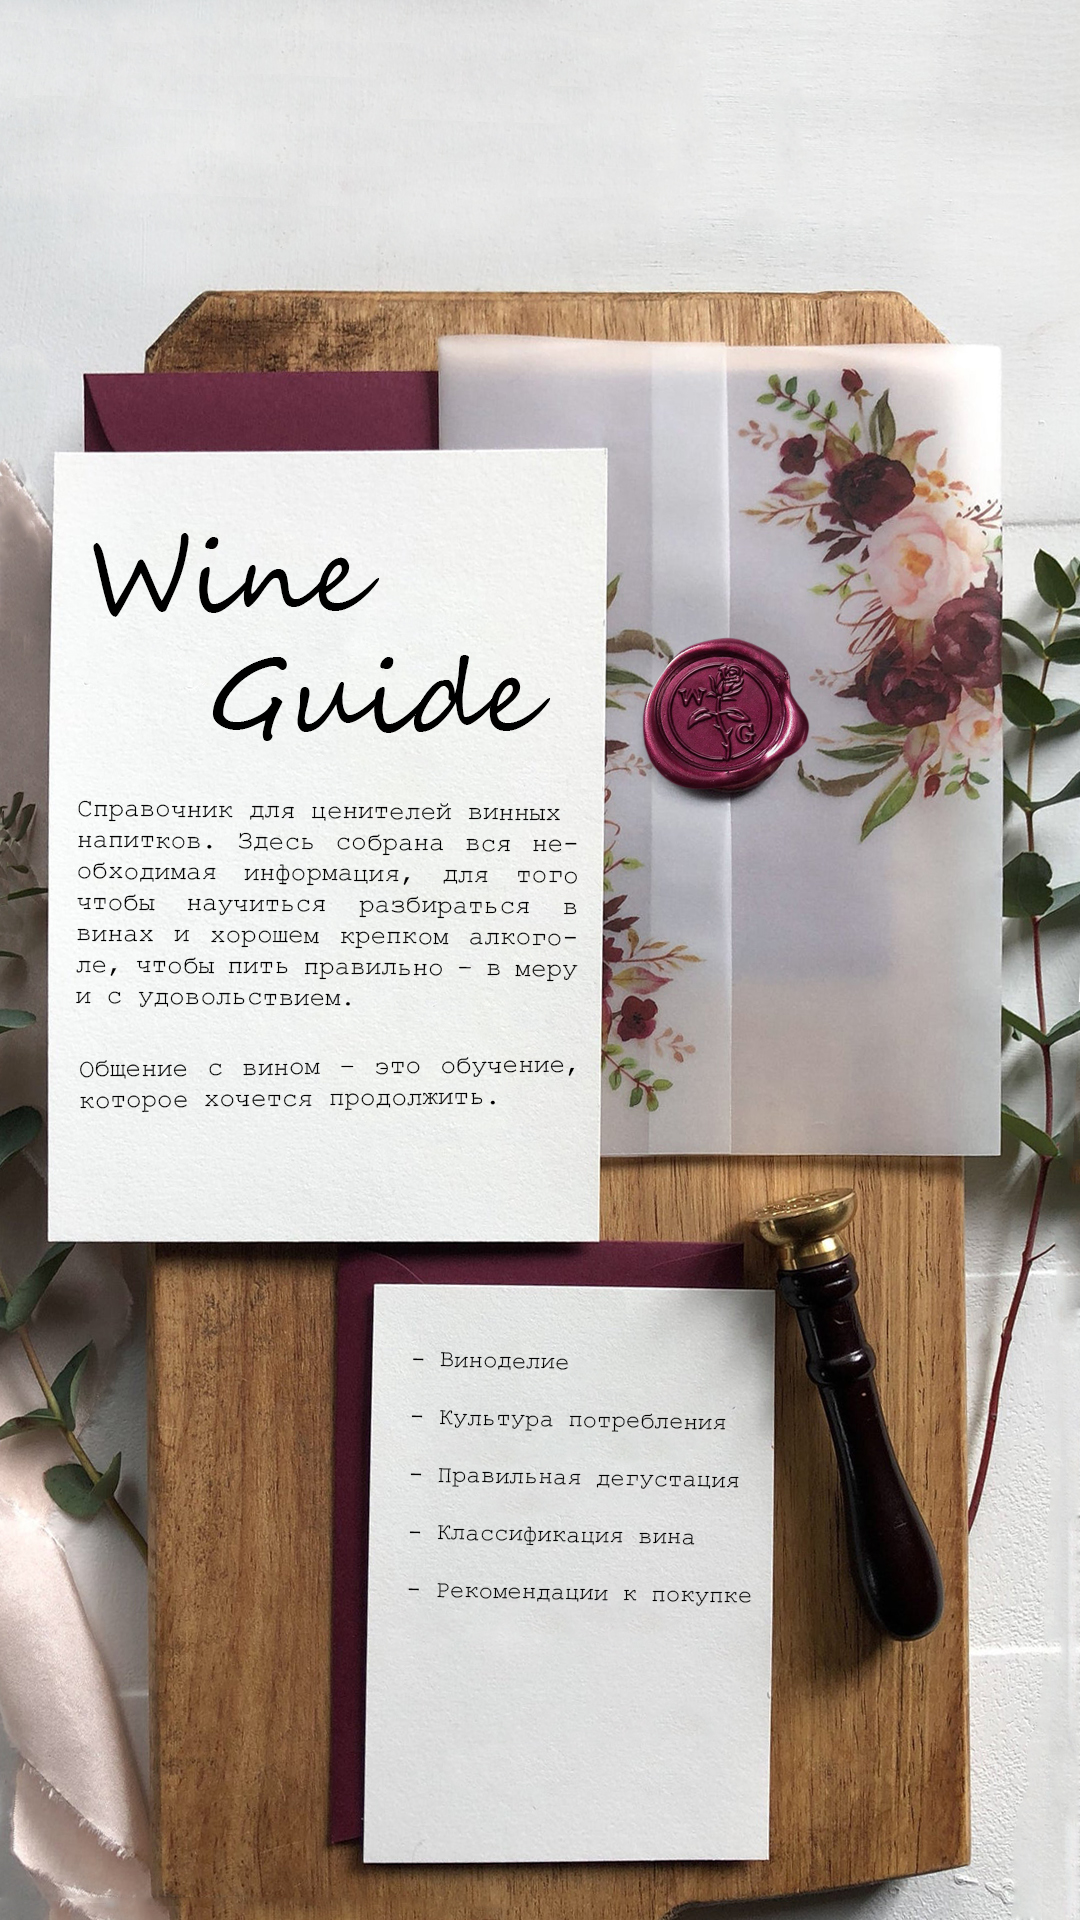 Wine
Guide
Справочник для ценителей винных
напитков. Здесь собрана вся не-
обходимая информация, для того
чтобы научиться разбираться в
винах и хорошем крепком алкого-
ле, чтобы пить правильно – в меру
и с удовольствием.
Общение с вином – это обучение,
которое хочется продолжить.
W
G
- Виноделие
- Культура потребления
- Правильная дегустация
- Классификация вина
- Рекомендации к покупке